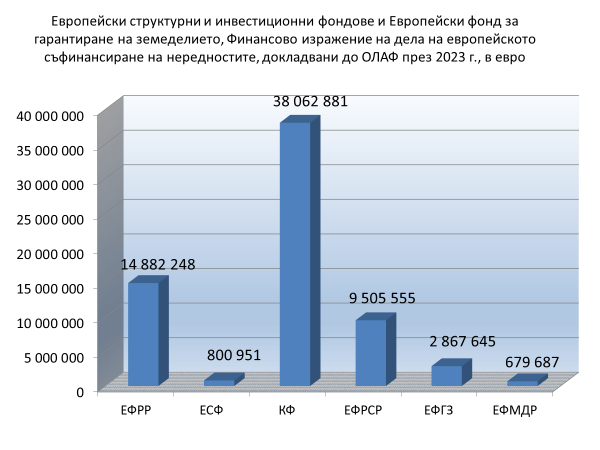 Европейски структурни и инвестиционни фондове и Европейски фонд за
гарантиране на земеделието, Финансово изражение на дела на европейското
съфинансиране на нередностите, докладвани до ОЛАФ през 2023 г., в евро
40 000 000
35 000 000
30 000 000
25 000 000
20 000 000
15 000 000
10 000 000
5 000 000
0
14 882 248
800 951
38 062 881
9 505 555
2 867 645
679 687
ЕФРР
ЕСФ
КФ
ЕФРСР
ЕФГЗ
ЕФМДР